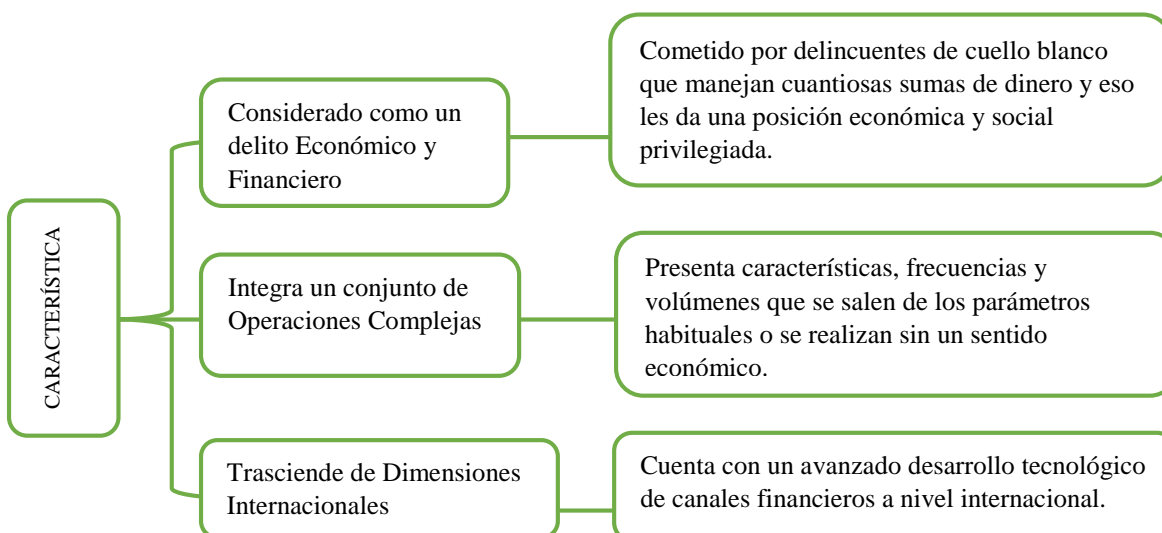 CARACTERÍSTICA
Considerado como un
delito Económico y
Financiero
Cometido por delincuentes de cuello blanco
que manejan cuantiosas sumas de dinero y eso
les da una posición económica y social
privilegiada.
Integra un conjunto de
Operaciones Complejas
Presenta características, frecuencias y
volúmenes que se salen de los parámetros
habituales o se realizan sin un sentido
económico.
Trasciende de Dimensiones
Internacionales
Cuenta con un avanzado desarrollo tecnológico
de canales financieros a nivel internacional.